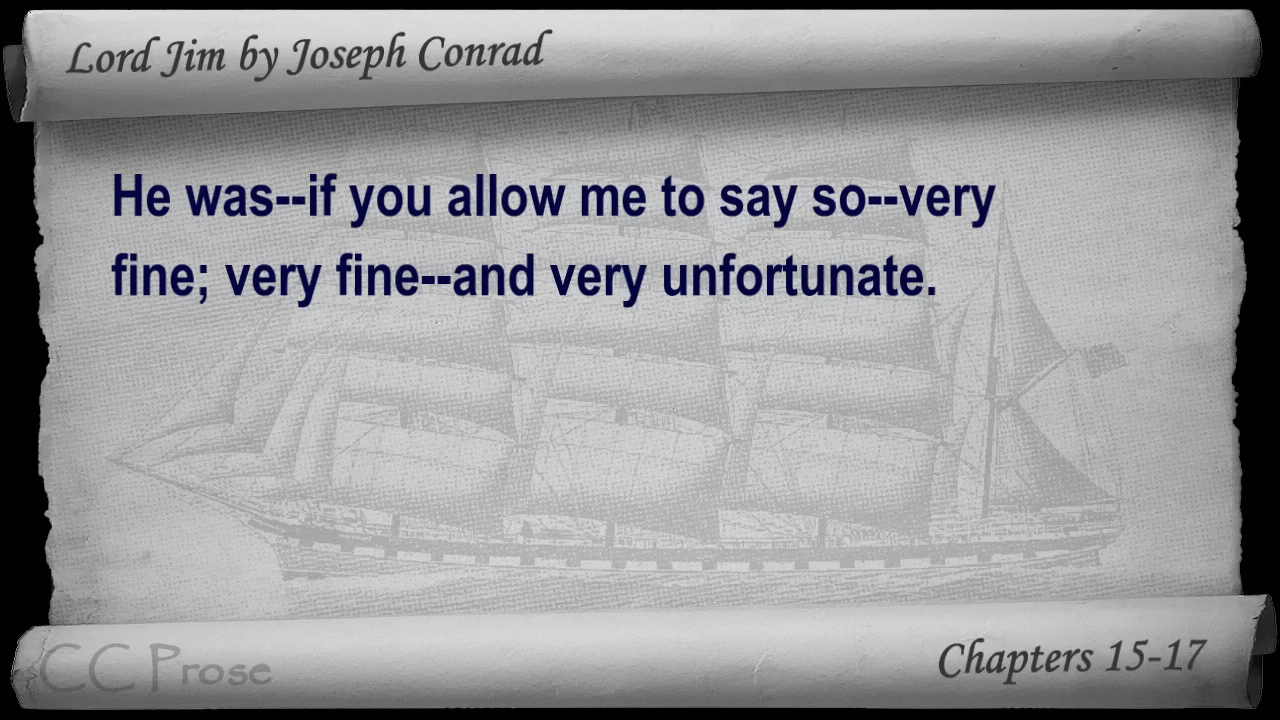 Lord Jim by Joseph Conrad
He was--if you allow me to say so--very
fine; very fine--and very unfortunate.
CC Prose
Chapters 15-17